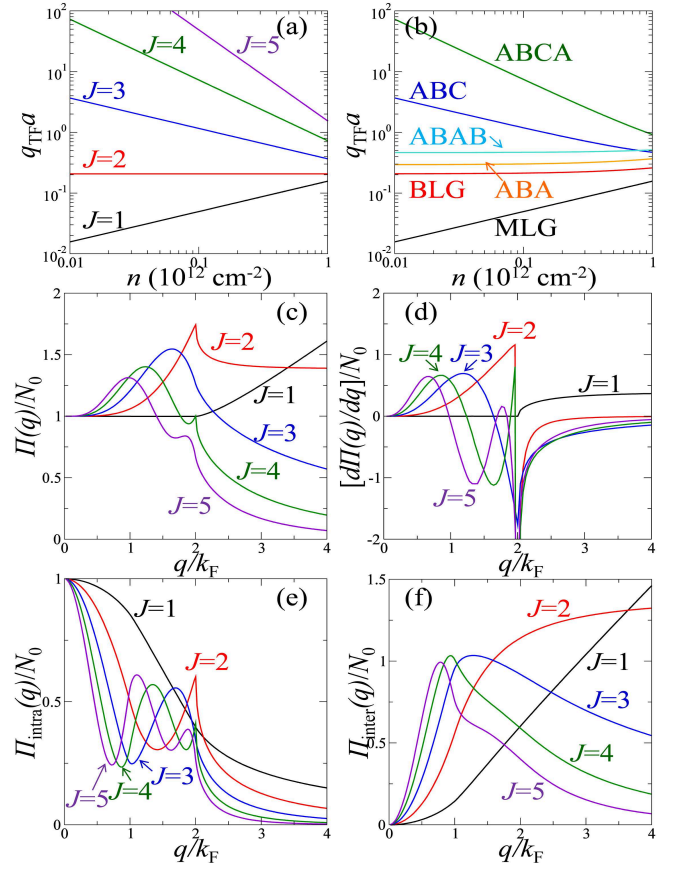 (a)
10²
10¹
10⁰
10⁻¹
10⁻²
q_TF a
J=4
J=5
J=3
J=2
J=1
0.01
0.1
1
n (10¹² cm⁻²)
(b)
10²
10¹
10⁰
10⁻¹
10⁻²
q_TF a
ABCA
ABC
ABAB
BLG
ABA
MLG
0.01
0.1
1
n (10¹² cm⁻²)
(c)
2
1.5
1
0.5
0
Π(q)/N₀
J=2
J=1
J=3
J=4
J=5
0
1
2
3
4
q/k_F
(d)
2
1
0
-1
-2
[dΠ(q)/dq]/N₀
J=2
J=4
J=3
J=1
J=5
0
1
2
3
4
q/k_F
(e)
1
0.5
0
Π_intra(q)/N₀
J=1
J=2
J=3
J=4
J=5
0
1
2
3
4
q/k_F
(f)
1.5
1
0.5
0
Π_inter(q)/N₀
J=2
J=1
J=3
J=4
J=5
0
1
2
3
4
q/k_F